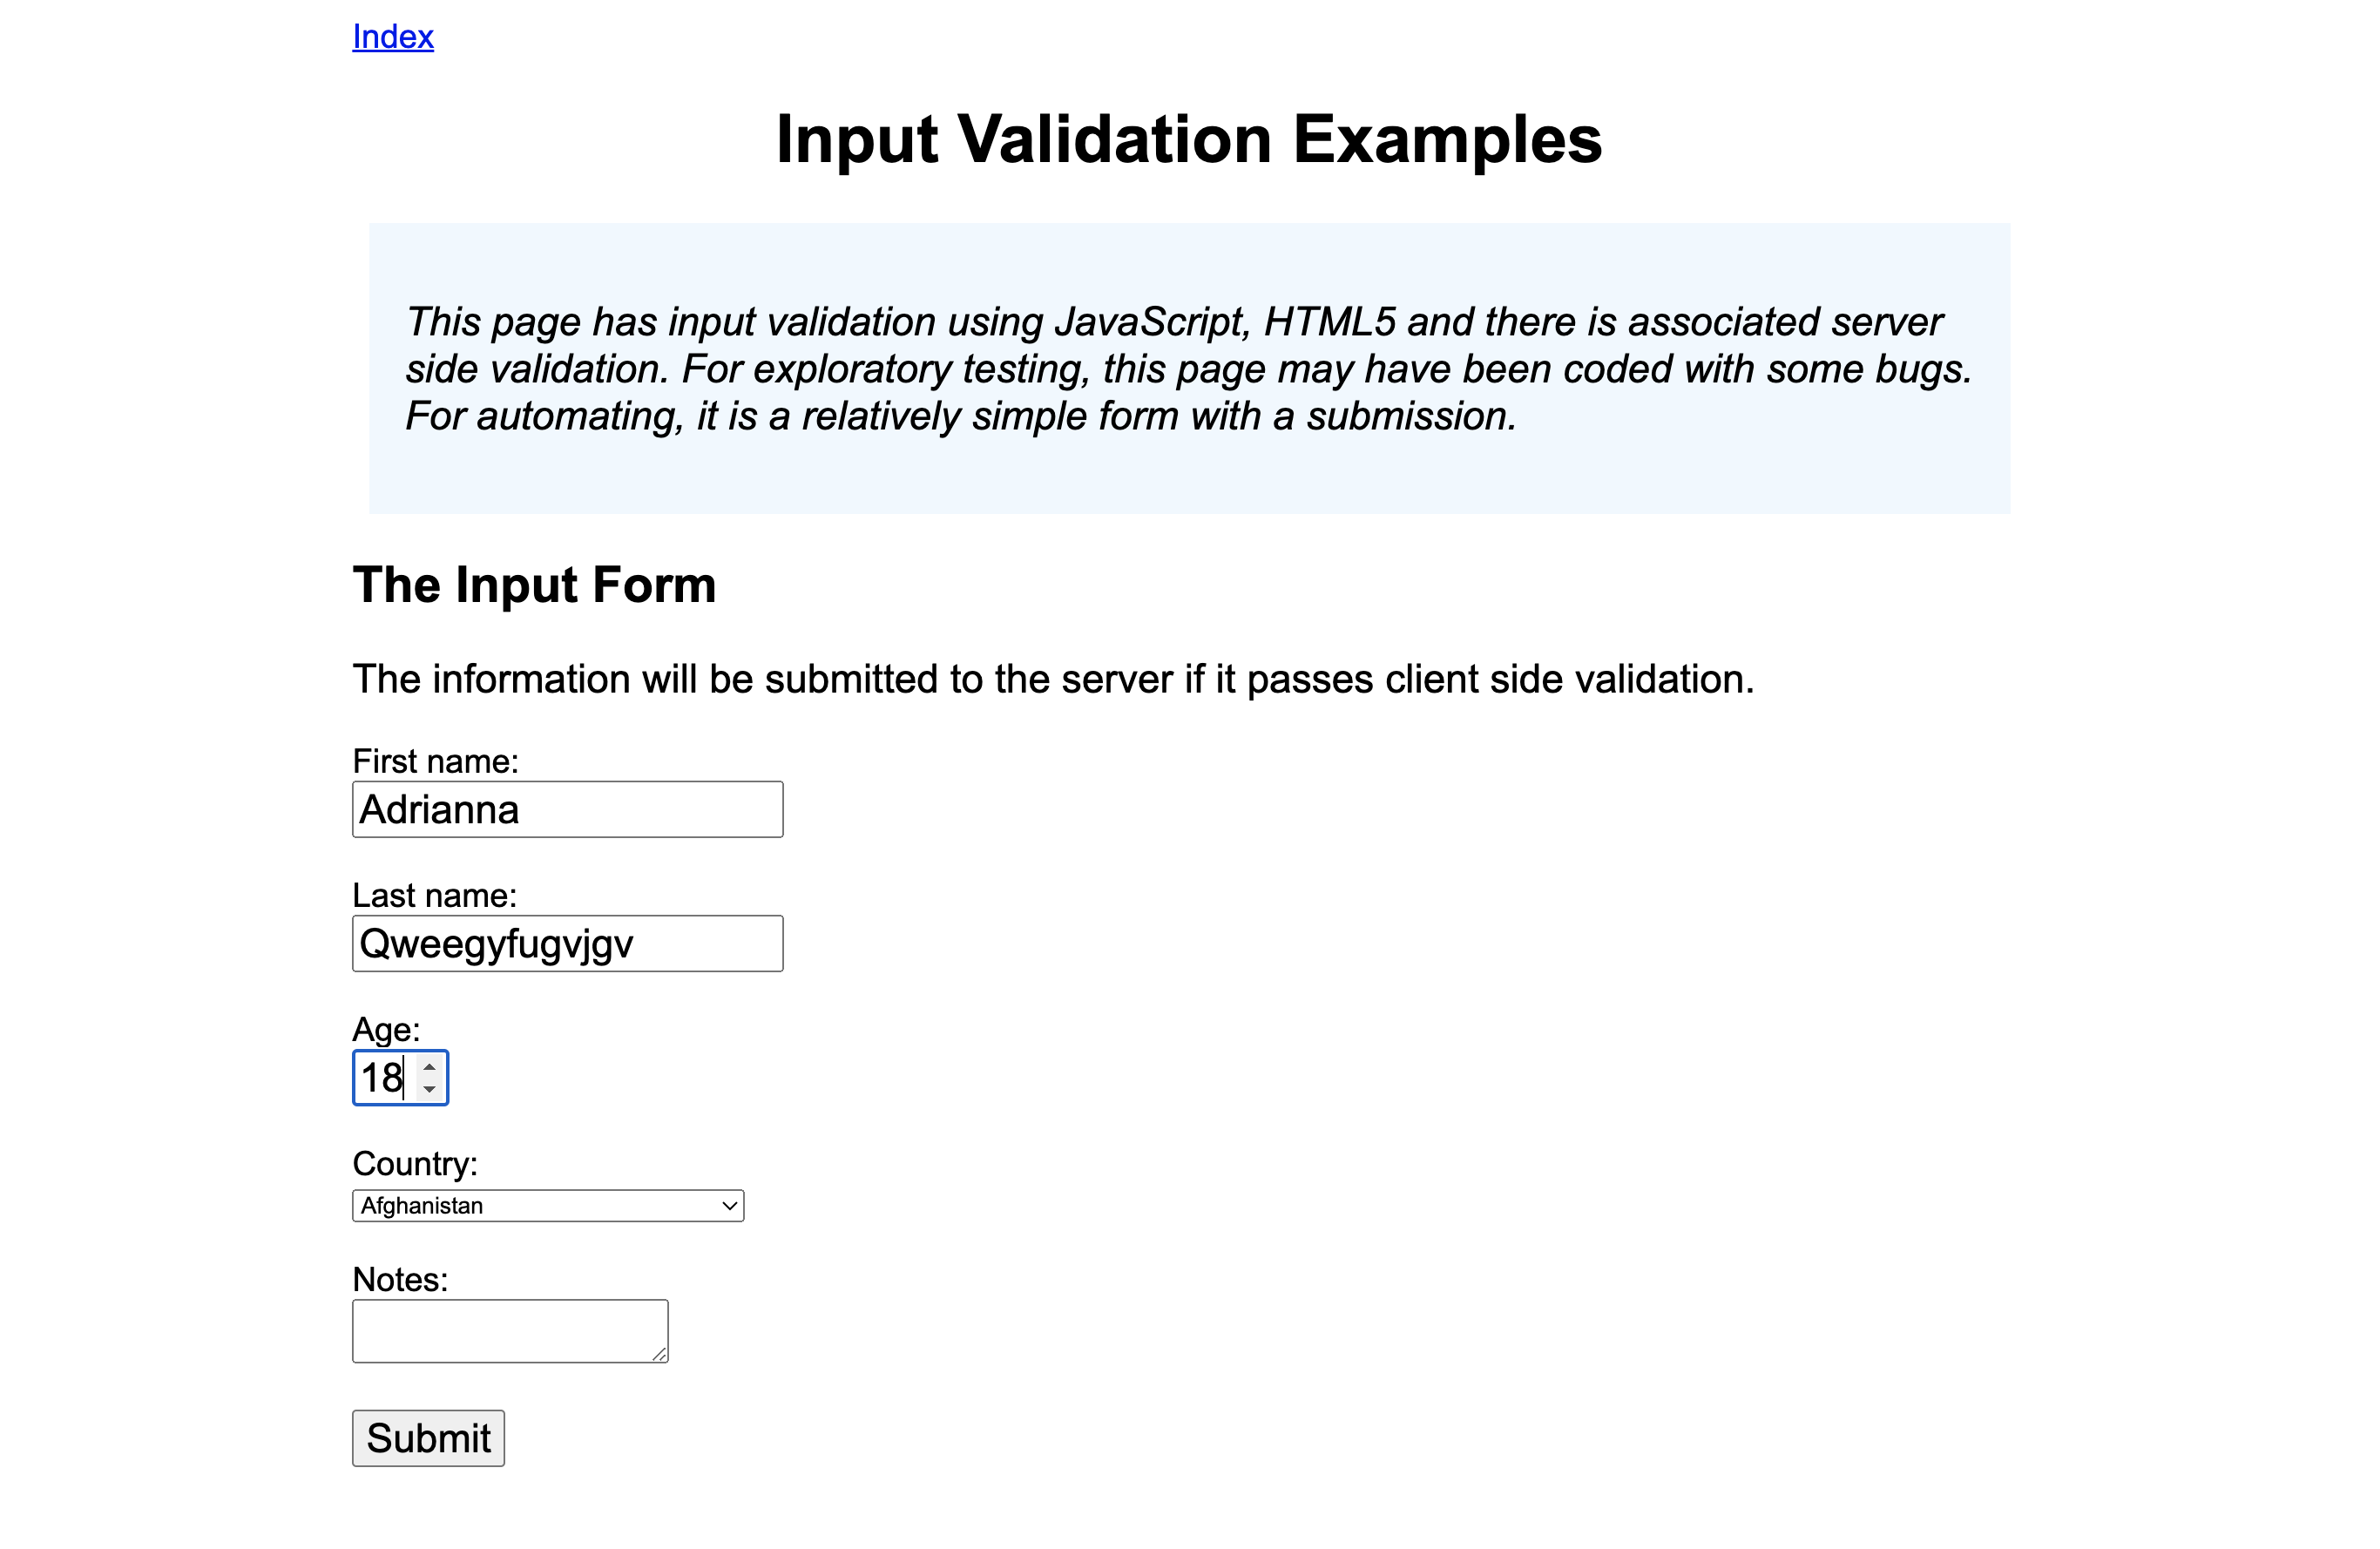 Index
Input Validation Examples
This page has input validation using JavaScript, HTML5 and there is associated server
side validation. For exploratory testing, this page may have been coded with some bugs.
For automating, it is a relatively simple form with a submission.
The Input Form
The information will be submitted to the server if it passes client side validation.
First name:
Adrianna
Last name:
Qweegyfugvjgv
Age:
18
Country:
Afghanistan
Notes:
Submit